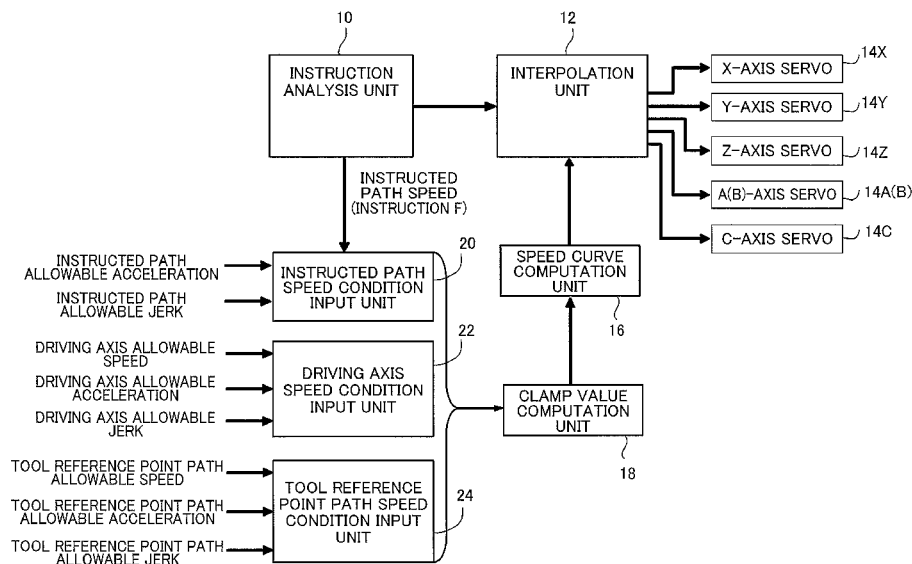 10
INSTRUCTION
ANALYSIS UNIT
12
INTERPOLATION
UNIT
X-AXIS SERVO
14X
Y-AXIS SERVO
14Y
Z-AXIS SERVO
14Z
A(B)-AXIS SERVO
14A(B)
C-AXIS SERVO
14C
INSTRUCTED
PATH SPEED
(INSTRUCTION F)
INSTRUCTED PATH
ALLOWABLE ACCELERATION
INSTRUCTED PATH
ALLOWABLE JERK
INSTRUCTED PATH
SPEED CONDITION
INPUT UNIT
20
SPEED CURVE
COMPUTATION
UNIT
16
DRIVING AXIS ALLOWABLE
SPEED
DRIVING AXIS ALLOWABLE
ACCELERATION
DRIVING AXIS ALLOWABLE
JERK
DRIVING AXIS
SPEED CONDITION
INPUT UNIT
22
CLAMP VALUE
COMPUTATION
UNIT
18
TOOL REFERENCE POINT PATH
ALLOWABLE SPEED
TOOL REFERENCE POINT PATH
ALLOWABLE ACCELERATION
TOOL REFERENCE POINT PATH
ALLOWABLE JERK
TOOL REFERENCE
POINT PATH SPEED
CONDITION INPUT
UNIT
24